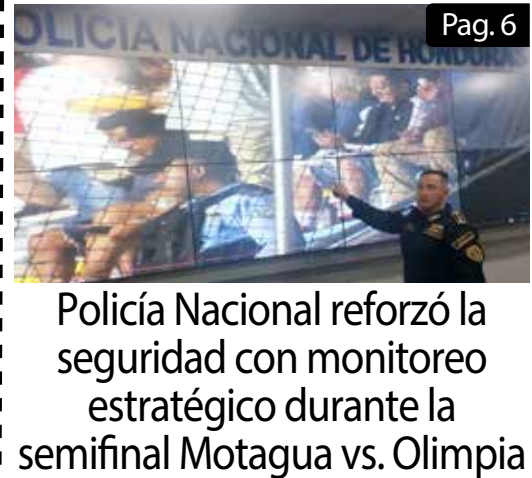 Pag. 6
POLICIA NACIONAL DE HONDURAS
Policía Nacional reforzó la
seguridad con monitoreo
estratégico durante la
semifinal Motagua vs. Olimpia